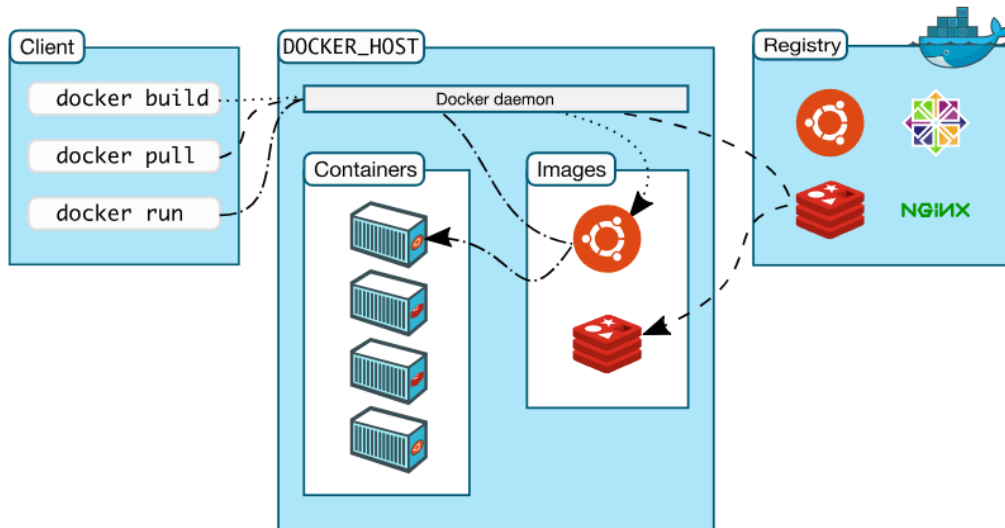 Client
docker build
docker pull
docker run
DOCKER_HOST
Docker daemon
Containers
Images
Registry
NGiNX